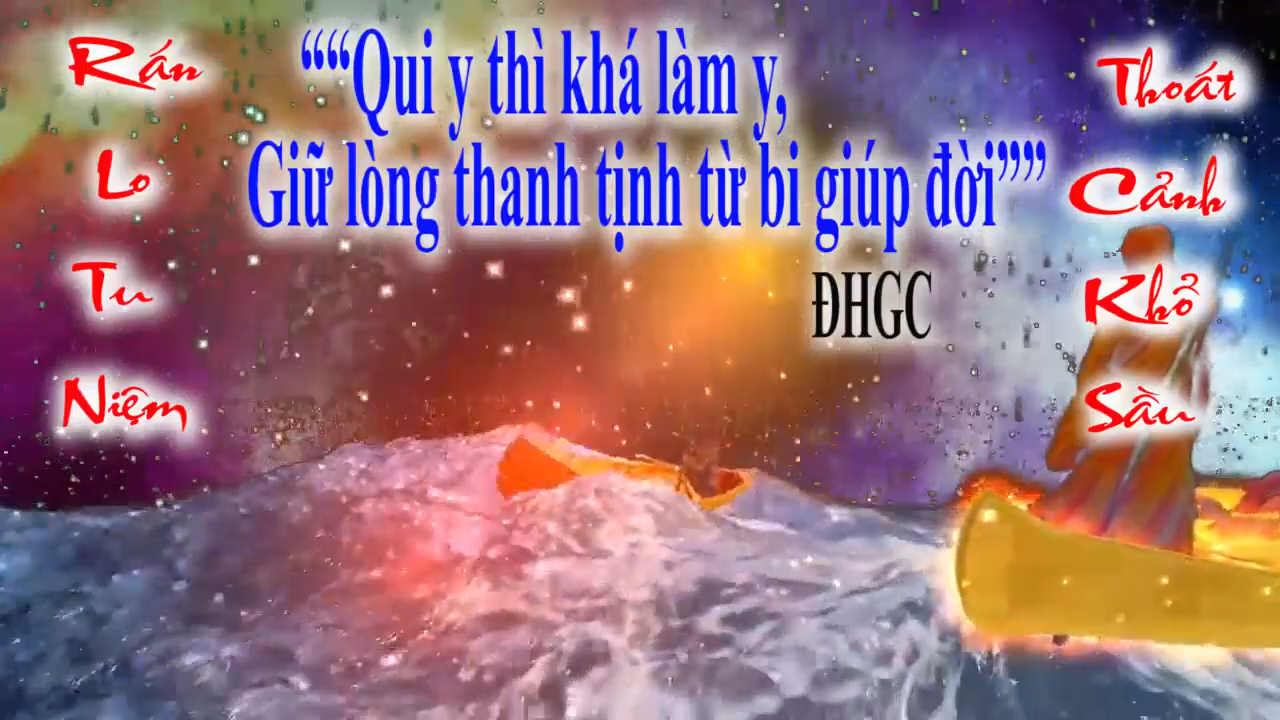 Rán
Lo
Tu
Niệm
““Qui y thì khá làm y,
Giữ lòng thanh tịnh từ bi giúp đời””
ĐHGC
Thoát
Cảnh
Khổ
Sầu